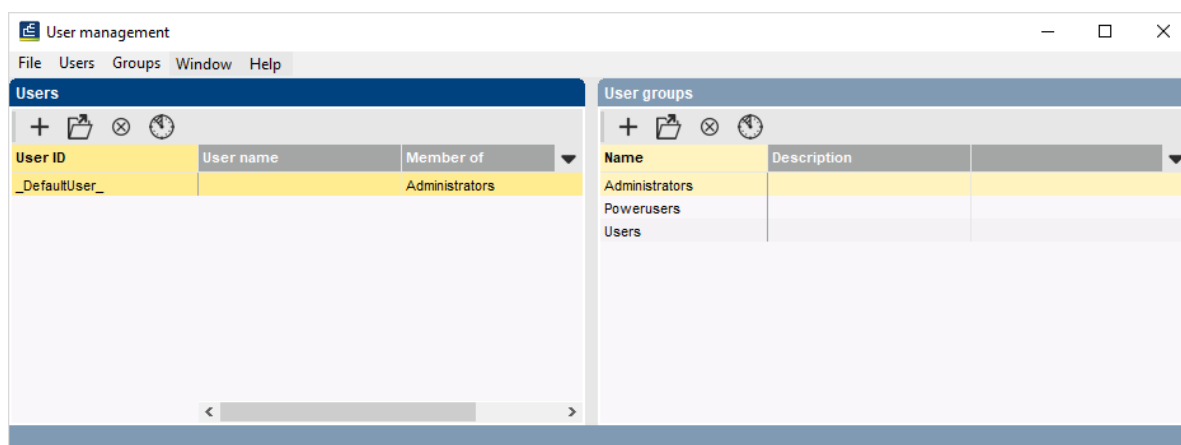 User management
File Users Groups Window Help
Users
User ID User name Member of
_DefaultUser_ Administrators
User groups
Name Description
Administrators
Powerusers
Users